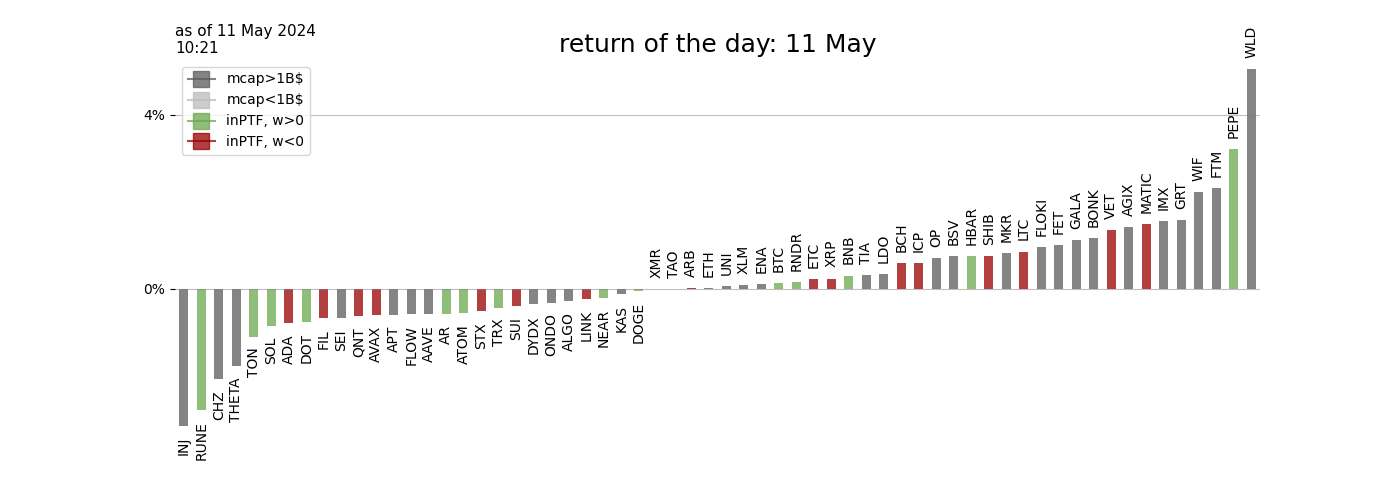 as of 11 May 2024
10:21
return of the day: 11 May
mcap>1B$
mcap<1B$
inPTF, w>0
inPTF, w<0
4%
0%
INJ
RUNE
CHZ
THETA
TON
SOL
ADA
DOT
FIL
SEI
QNT
AVAX
APT
FLOW
AAVE
AR
ATOM
STX
TRX
SUI
DYDX
ONDO
ALGO
LINK
NEAR
KAS
DOGE
XMR
TAO
ARB
ETH
UNI
XLM
ENA
BTC
RNDR
ETC
XRP
BNB
TIA
LDO
BCH
ICP
OP
BSV
HBAR
SHIB
MKR
LTC
FLOKI
FET
GALA
BONK
VET
AGIX
MATIC
IMX
GRT
WIF
FTM
PEPE
WLD